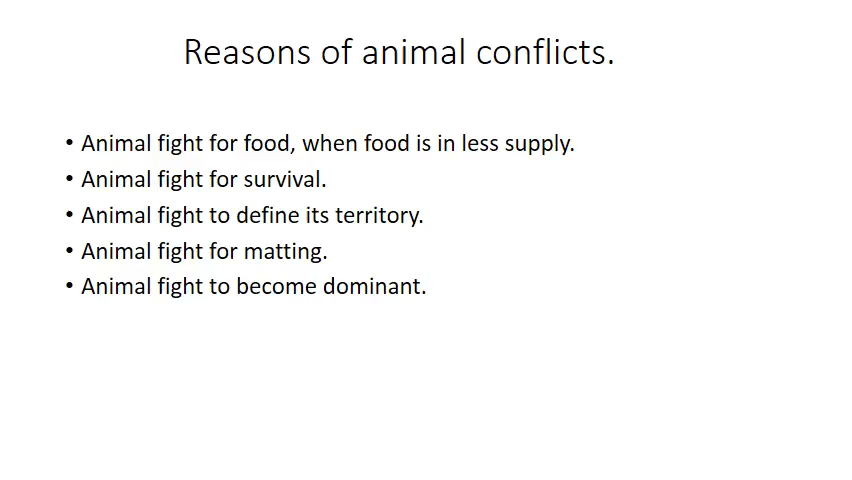 Reasons of animal conflicts.
• Animal fight for food, when food is in less supply.
• Animal fight for survival.
• Animal fight to define its territory.
• Animal fight for matting.
• Animal fight to become dominant.